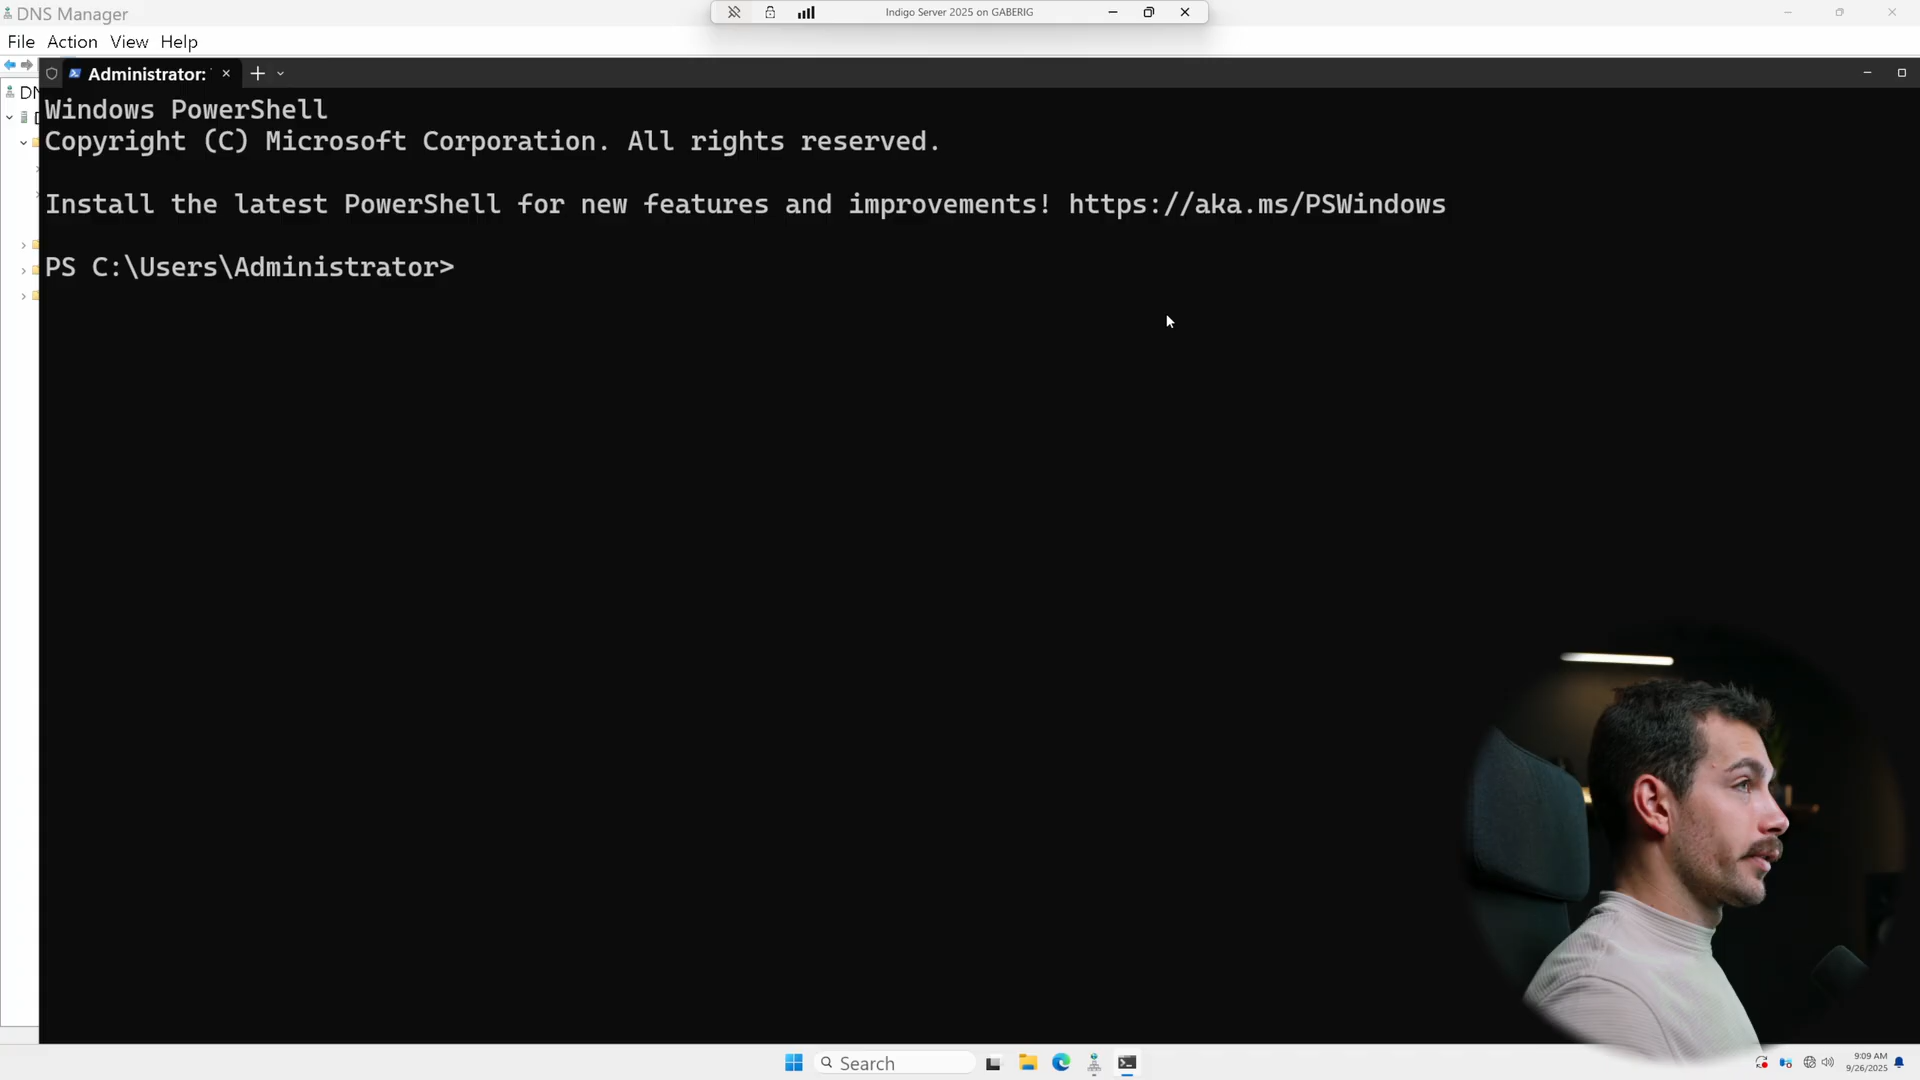 DNS Manager
Indigo Server 2025 on GABERIG
File Action View Help
Administrator:
DN
Windows PowerShell
Copyright (C) Microsoft Corporation. All rights reserved.
Install the latest PowerShell for new features and improvements! https://aka.ms/PSWindows
PS C:\Users\Administrator>
Search
9:09 AM
9/26/2025